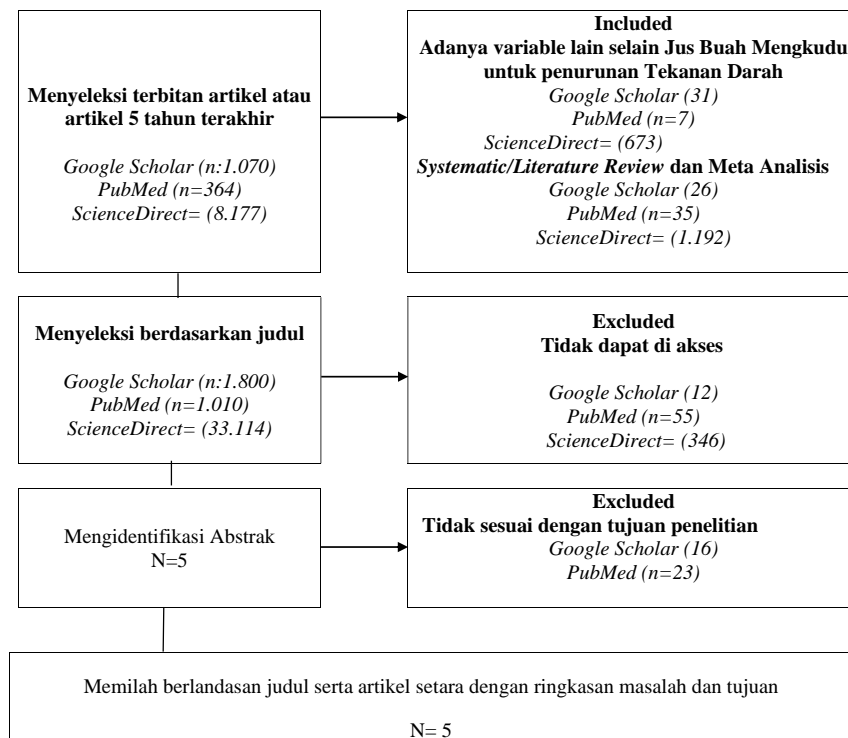 Menyeleksi terbitan artikel atau
artikel 5 tahun terakhir
Google Scholar (n:1.070)
PubMed (n=364)
ScienceDirect= (8.177)
Included
Adanya variable lain selain Jus Buah Mengkudu
untuk penurunan Tekanan Darah
Google Scholar (31)
PubMed (n=7)
ScienceDirect= (673)
Systematic/Literature Review dan Meta Analisis
Google Scholar (26)
PubMed (n=35)
ScienceDirect= (1.192)
Menyeleksi berdasarkan judul
Google Scholar (n:1.800)
PubMed (n=1.010)
ScienceDirect= (33.114)
Excluded
Tidak dapat di akses
Google Scholar (12)
PubMed (n=55)
ScienceDirect= (346)
Mengidentifikasi Abstrak
N=5
Excluded
Tidak sesuai dengan tujuan penelitian
Google Scholar (16)
PubMed (n=23)
Memilah berlandasan judul serta artikel setara dengan ringkasan masalah dan tujuan
N= 5